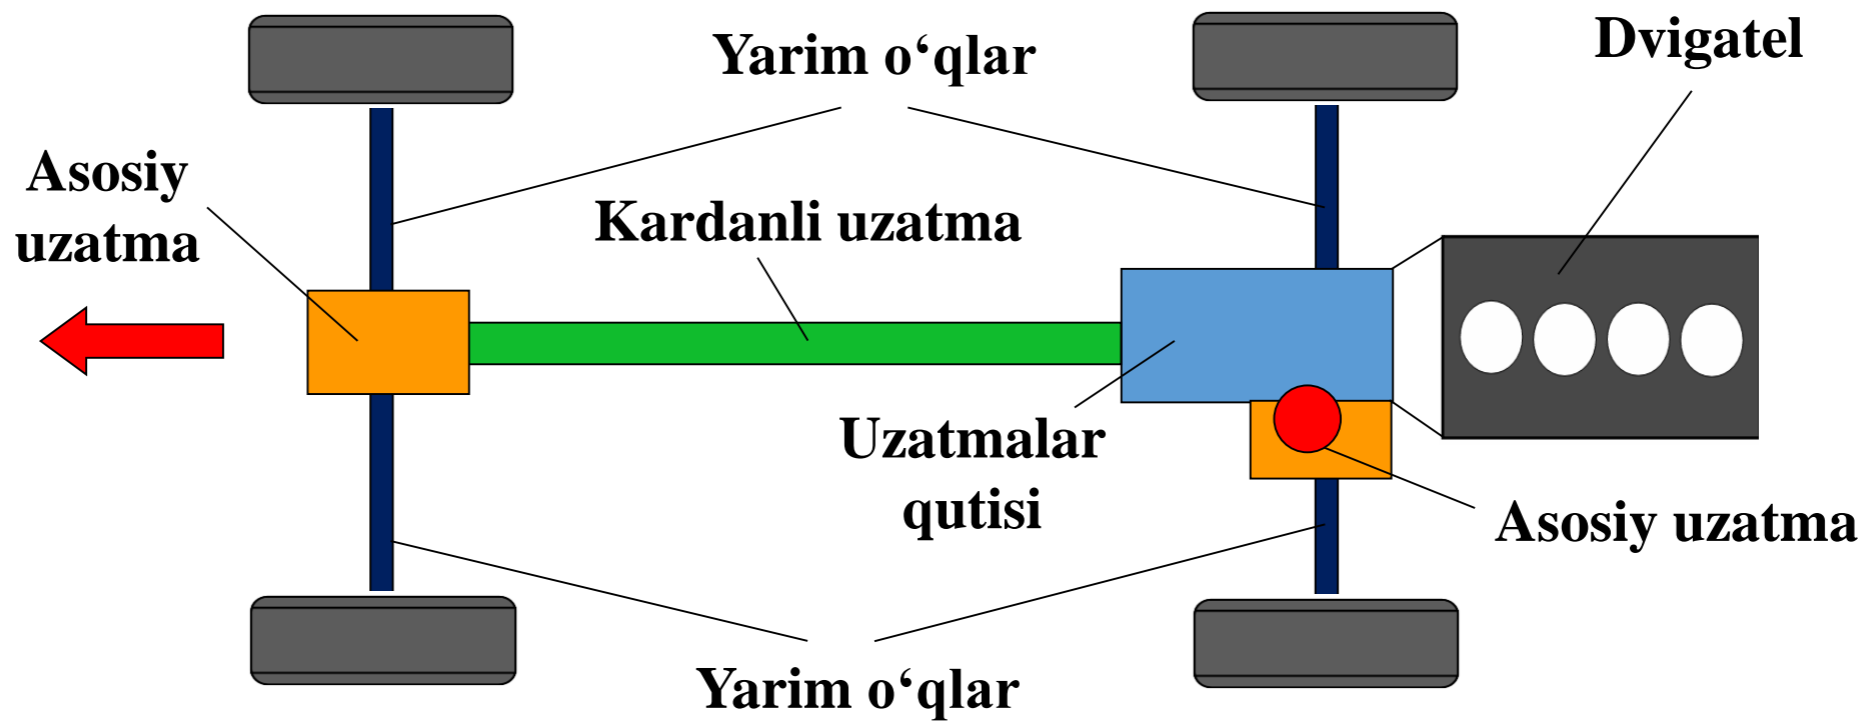 Dvigatel
Yarim o‘qlar
Asosiy
uzatma
Kardanli uzatma
Uzatmalar
qutisi
Asosiy uzatma
Yarim o‘qlar